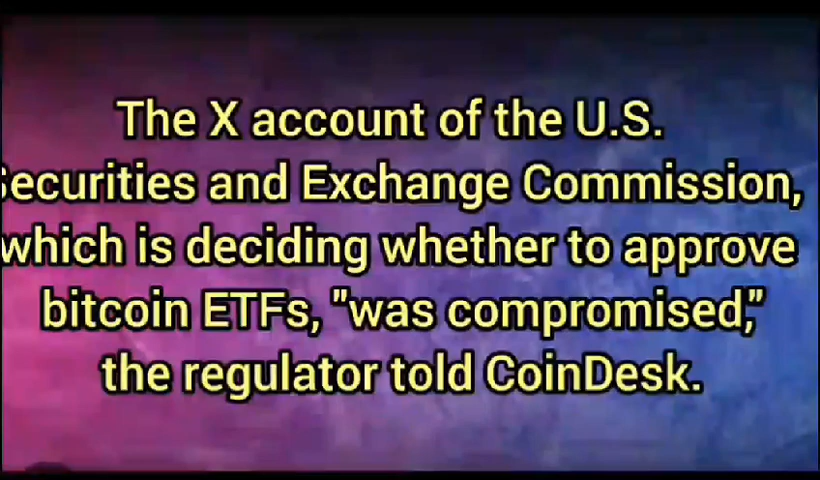 The X account of the U.S.
Securities and Exchange Commission,
which is deciding whether to approve
bitcoin ETFs, "was compromised,"
the regulator told CoinDesk.